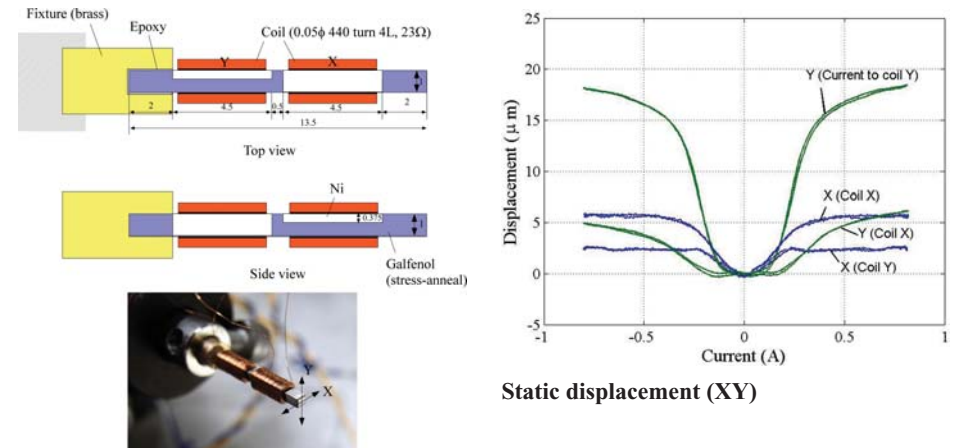 Fixture (brass)
Epoxy
Coil (0.05ϕ 440 turn 4L, 23Ω)
Y
X
1
2
4.5
0.5
4.5
2
13.5
Top view
Ni
0.375
1
Galfenol
(stress-anneal)
Side view
Y
X
25
20
15
10
5
0
-5
-1
-0.5
0
0.5
1
Displacement (μ m)
Current (A)
Y (Current to coil Y)
X (Coil X)
Y (Coil X)
X (Coil Y)
Static displacement (XY)